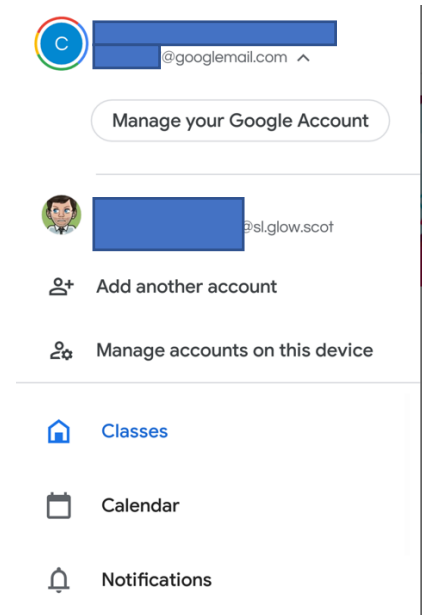 C
@googlemail.com
Manage your Google Account
@sl.glow.scot
Add another account
Manage accounts on this device
Classes
Calendar
Notifications